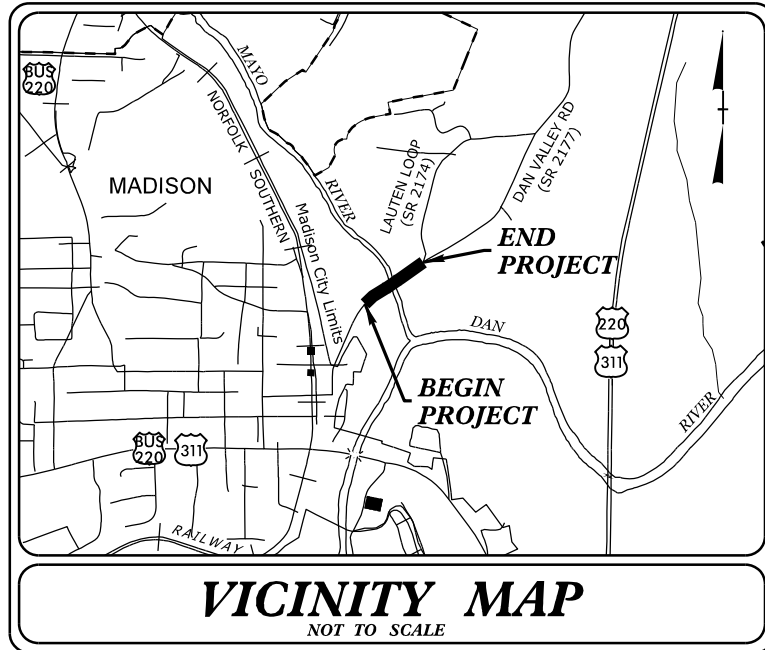 BUS
220
MAYO
NORFOLK
SOUTHERN
MADISON
RIVER
LAUTEN LOOP
(SR 2174)
DAN VALLEY RD
(SR 2177)
Madison City Limits
END
PROJECT
DAN
220
311
BEGIN
PROJECT
RIVER
BUS
220
311
RAILWAY
VICINITY MAP
NOT TO SCALE